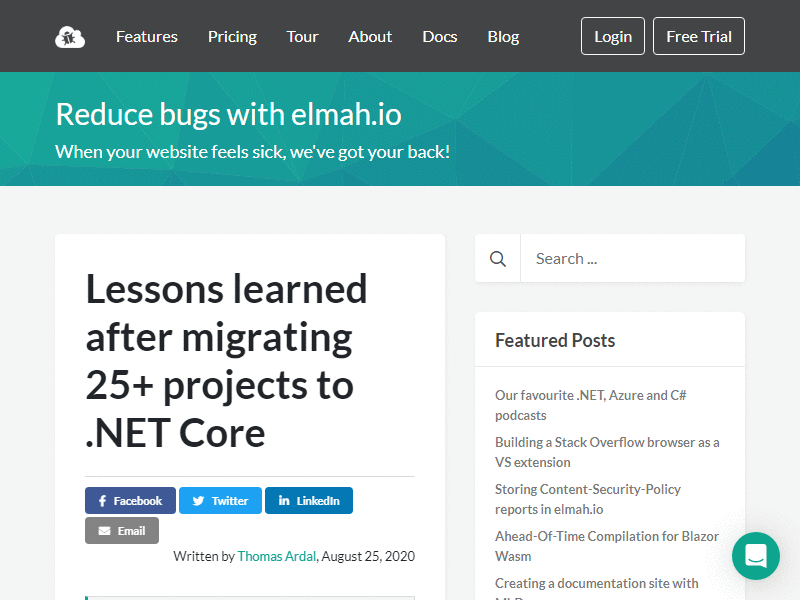 Features Pricing Tour About Docs Blog Login Free Trial
Reduce bugs with elmah.io
When your website feels sick, we've got your back!
Lessons learned
after migrating
25+ projects to
.NET Core
Facebook Twitter LinkedIn
Email
Written by Thomas Ardal, August 25, 2020
Search ...
Featured Posts
Our favourite .NET, Azure and C#
podcasts
Building a Stack Overflow browser as a
VS extension
Storing Content-Security-Policy
reports in elmah.io
Ahead-Of-Time Compilation for Blazor
Wasm
Creating a documentation site with